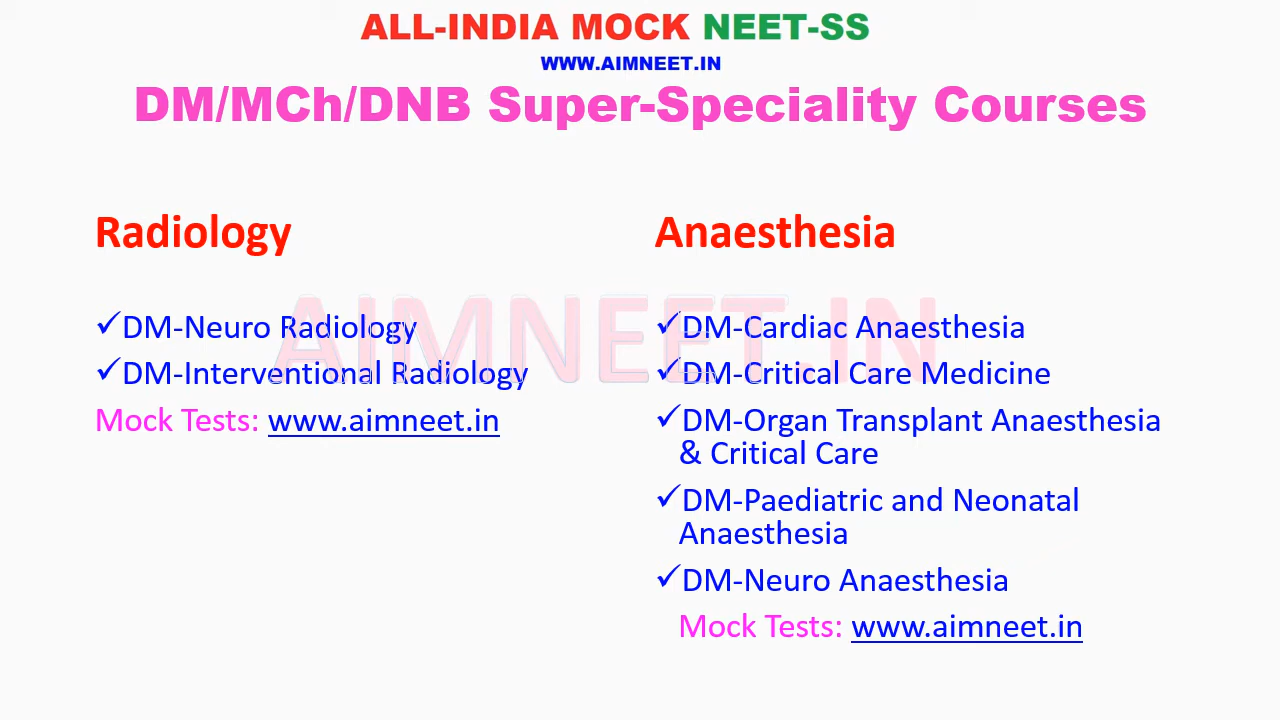 ALL-INDIA MOCK NEET-SS
WWW.AIMNEET.IN
DM/MCh/DNB Super-Speciality Courses
Radiology
✓DM-Neuro Radiology
✓DM-Interventional Radiology
Mock Tests: www.aimneet.in
Anaesthesia
✓DM-Cardiac Anaesthesia
✓DM-Critical Care Medicine
✓DM-Organ Transplant Anaesthesia
& Critical Care
✓DM-Paediatric and Neonatal
Anaesthesia
✓DM-Neuro Anaesthesia
Mock Tests: www.aimneet.in
AIMNEET.IN